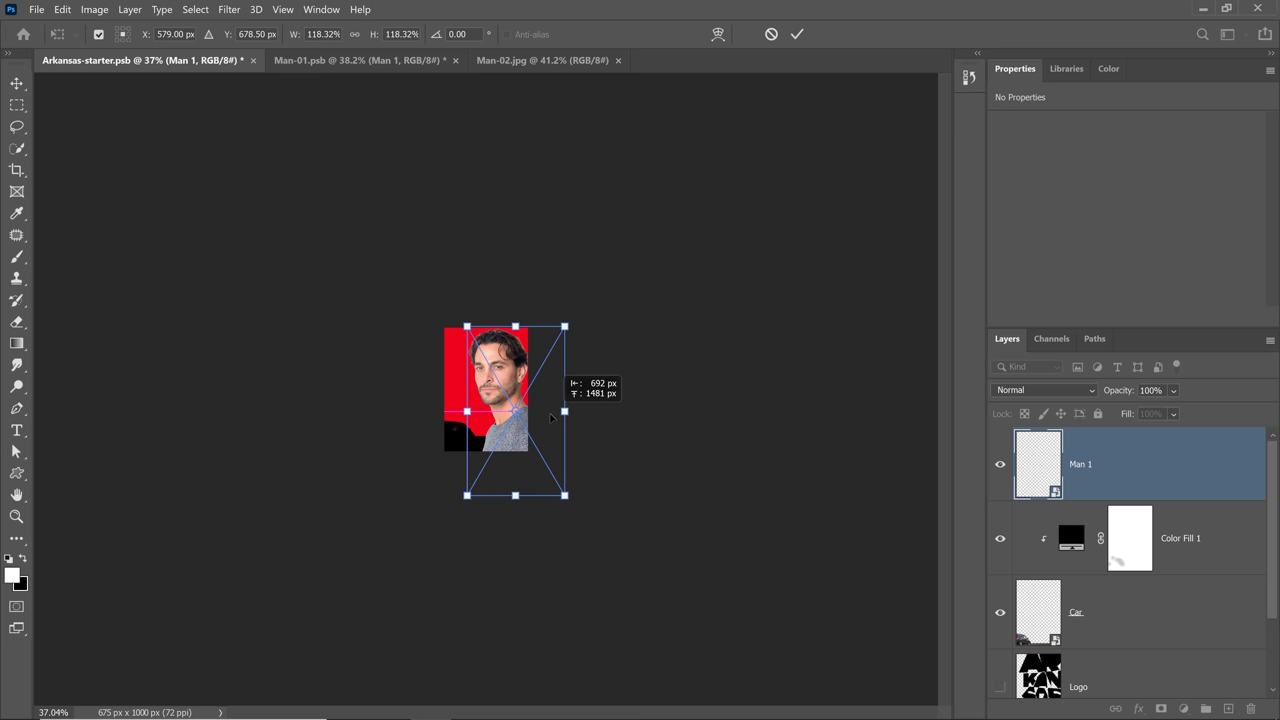 Ps File Edit Image Layer Type Select Filter 3D View Window Help
X: 579.00 px Y: 678.50 px W: 118.32% H: 118.32% 0.00 ° Anti-alias
Arkansas-starter.psb @ 37% (Man 1, RGB/8#) * × Man-01.psb @ 38.2% (Man 1, RGB/8#) * × Man-02.jpg @ 41.2% (RGB/8#) ×
Properties Libraries Color
No Properties
692 px
1481 px
Layers Channels Paths
Kind
Normal Opacity: 100%
Lock: Fill: 100%
Man 1
Color Fill 1
Car
Logo
37.04% 675 px x 1000 px (72 ppi)